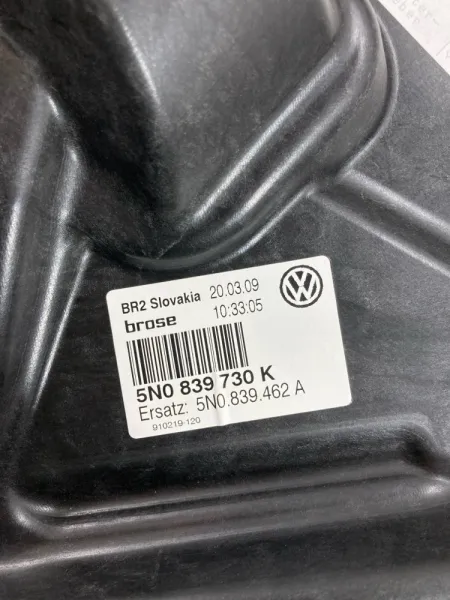 BR2 Slovakia 20.03.09
brose 10:33:05
5N0 839 730 K
Ersatz: 5N0.839.462 A
910219-120